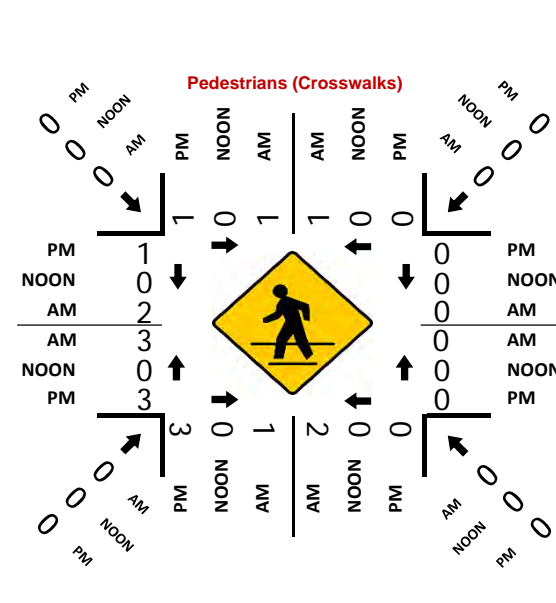 Pedestrians (Crosswalks)
PM NOON AM
0 0 0
PM NOON AM AM NOON PM
1 0 1 1 0 0
PM NOON AM
0 0 0
PM 1 0 PM
NOON 0 0 NOON
AM 2 0 AM
AM 3 0 AM
NOON 0 0 NOON
PM 3 0 PM
3 0 1 2 0 0
PM NOON AM AM NOON PM
0 0 0
AM NOON PM
0 0 0
AM NOON PM